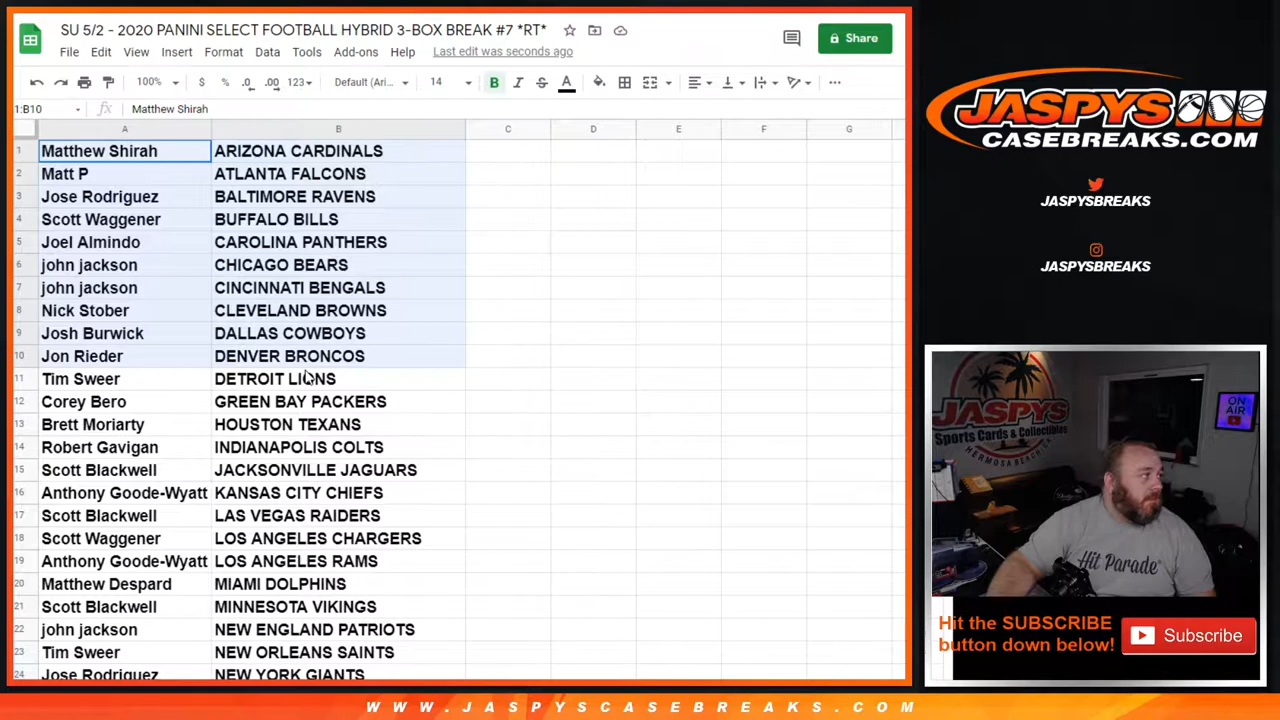 SU 5/2 - 2020 PANINI SELECT FOOTBALL HYBRID 3-BOX BREAK #7 *RT*
File Edit View Insert Format Data Tools Add-ons Help Last edit was seconds ago
Share
100% $ % .0 .00 123 Default (Ari... 14 B I S A
1:B10 fx Matthew Shirah
A B C D E F G
1 Matthew Shirah ARIZONA CARDINALS
2 Matt P ATLANTA FALCONS
3 Jose Rodriguez BALTIMORE RAVENS
4 Scott Waggener BUFFALO BILLS
5 Joel Almindo CAROLINA PANTHERS
6 john jackson CHICAGO BEARS
7 john jackson CINCINNATI BENGALS
8 Nick Stober CLEVELAND BROWNS
9 Josh Burwick DALLAS COWBOYS
10 Jon Rieder DENVER BRONCOS
11 Tim Sweer DETROIT LIONS
12 Corey Bero GREEN BAY PACKERS
13 Brett Moriarty HOUSTON TEXANS
14 Robert Gavigan INDIANAPOLIS COLTS
15 Scott Blackwell JACKSONVILLE JAGUARS
16 Anthony Goode-Wyatt KANSAS CITY CHIEFS
17 Scott Blackwell LAS VEGAS RAIDERS
18 Scott Waggener LOS ANGELES CHARGERS
19 Anthony Goode-Wyatt LOS ANGELES RAMS
20 Matthew Despard MIAMI DOLPHINS
21 Scott Blackwell MINNESOTA VIKINGS
22 john jackson NEW ENGLAND PATRIOTS
23 Tim Sweer NEW ORLEANS SAINTS
24 Jose Rodriguez NEW YORK GIANTS
JASPYS
CASEBREAKS.COM
JASPYSBREAKS
JASPYSBREAKS
JASPYS
Sports Cards & Collectibles
HERMOSA BEACH, CA
ON
AIR
Hit Parade
Hit the SUBSCRIBE
button down below!
Subscribe
WWW.JASPYSCASEBREAKS.COM